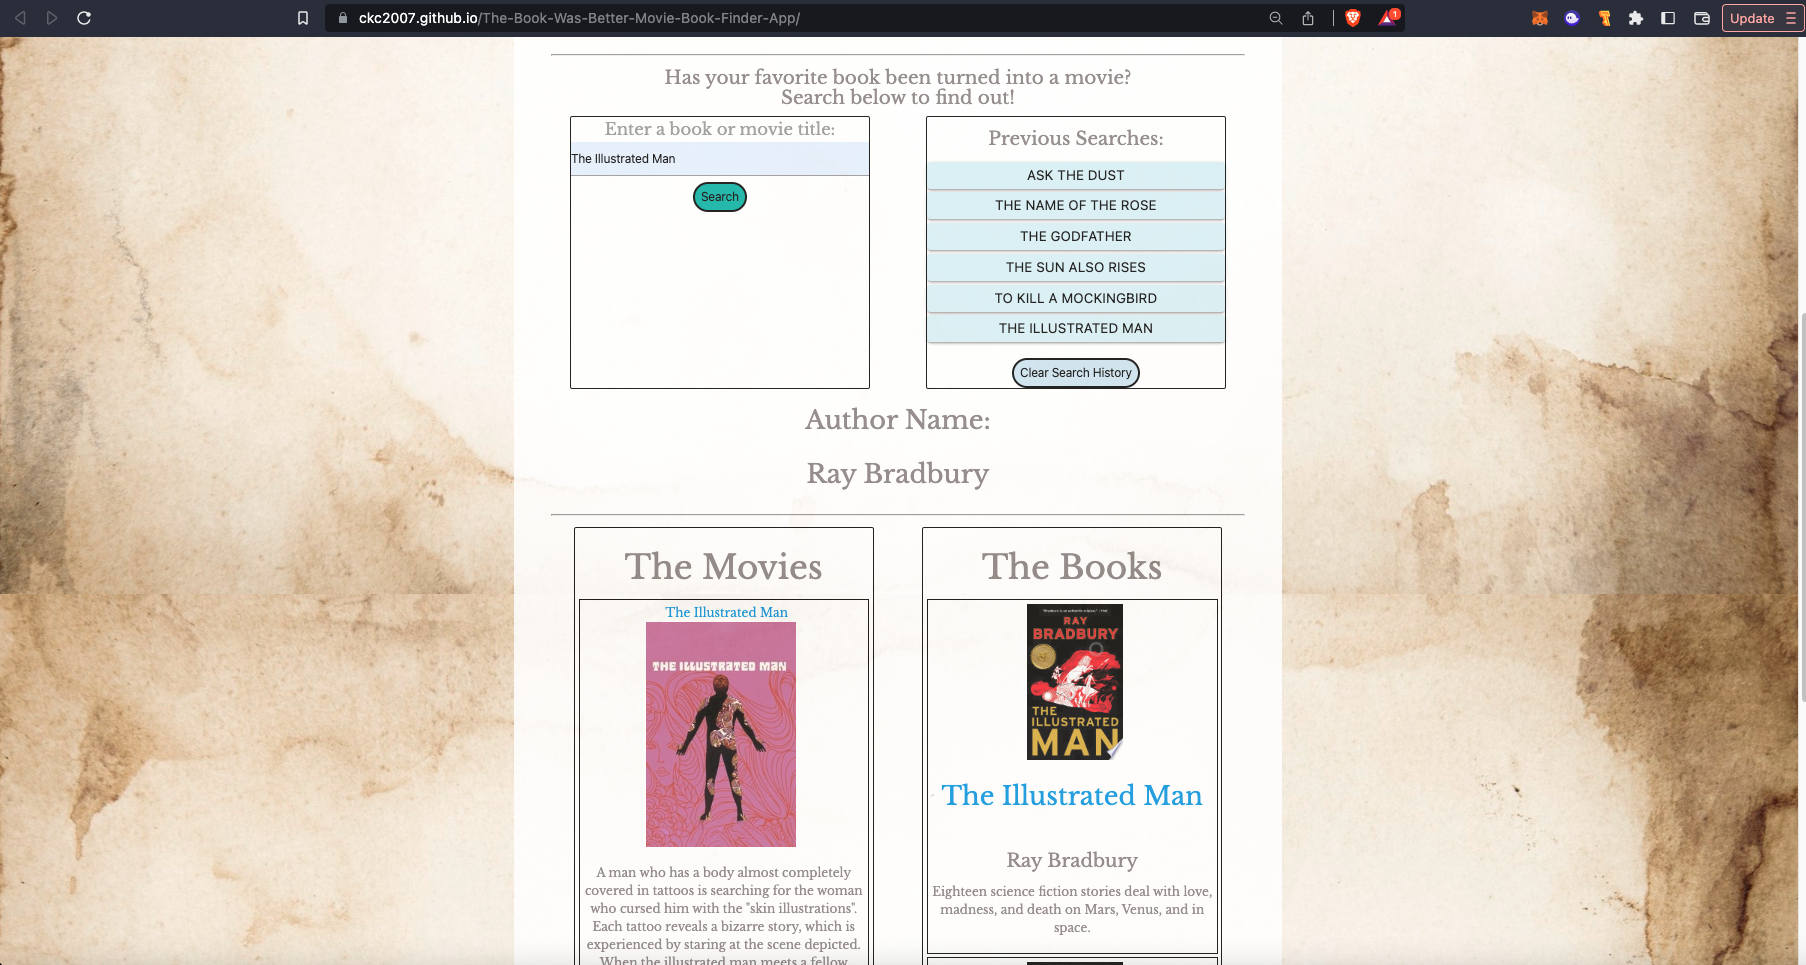 ckc2007.github.io/The-Book-Was-Better-Movie-Book-Finder-App/
1
Update
Has your favorite book been turned into a movie?
Search below to find out!
Enter a book or movie title:
The Illustrated Man
Search
Previous Searches:
ASK THE DUST
THE NAME OF THE ROSE
THE GODFATHER
THE SUN ALSO RISES
TO KILL A MOCKINGBIRD
THE ILLUSTRATED MAN
Clear Search History
Author Name:
Ray Bradbury
The Movies
The Illustrated Man
THE ILLUSTRATED MAN
A man who has a body almost completely
covered in tattoos is searching for the woman
who cursed him with the "skin illustrations".
Each tattoo reveals a bizarre story, which is
experienced by staring at the scene depicted.
When the illustrated man meets a fellow
The Books
RAY
BRADBURY
THE
ILLUSTRATED
MAN
The Illustrated Man
Ray Bradbury
Eighteen science fiction stories deal with love,
madness, and death on Mars, Venus, and in
space.